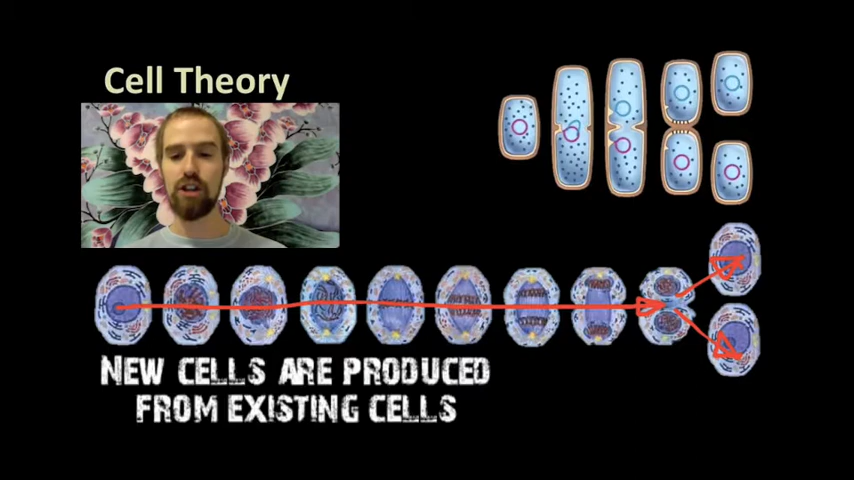 Cell Theory
NEW CELLS ARE PRODUCED
FROM EXISTING CELLS